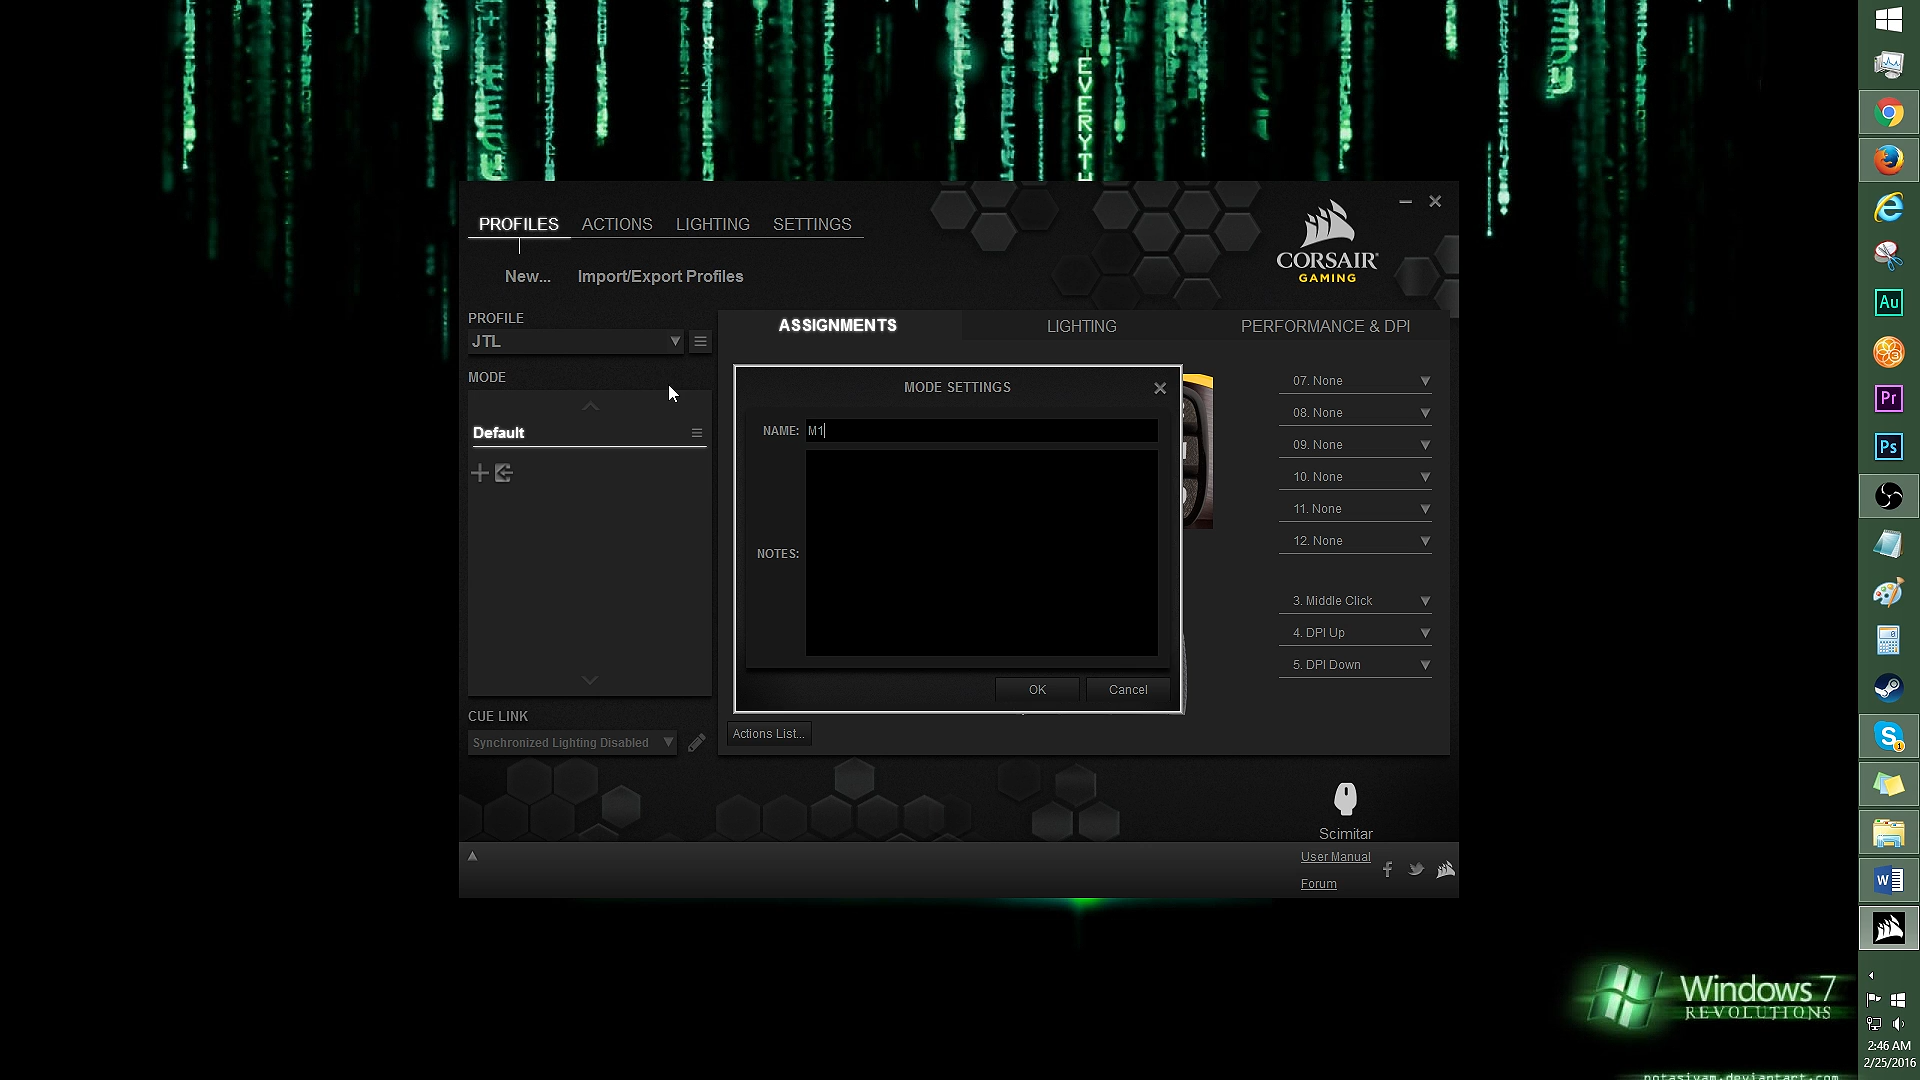 EVERYT
PROFILES ACTIONS LIGHTING SETTINGS
New... Import/Export Profiles
CORSAIR
GAMING
PROFILE
JTL
MODE
Default
CUE LINK
Synchronized Lighting Disabled
ASSIGNMENTS LIGHTING PERFORMANCE & DPI
MODE SETTINGS
NAME: M1
NOTES:
OK Cancel
07. None
08. None
09. None
10. None
11. None
12. None
3. Middle Click
4. DPI Up
5. DPI Down
Actions List...
Scimitar
User Manual
Forum
Au
3
Pr
Ps
S
1
W
Windows 7
REVOLUTIONS
2:46 AM
2/25/2016